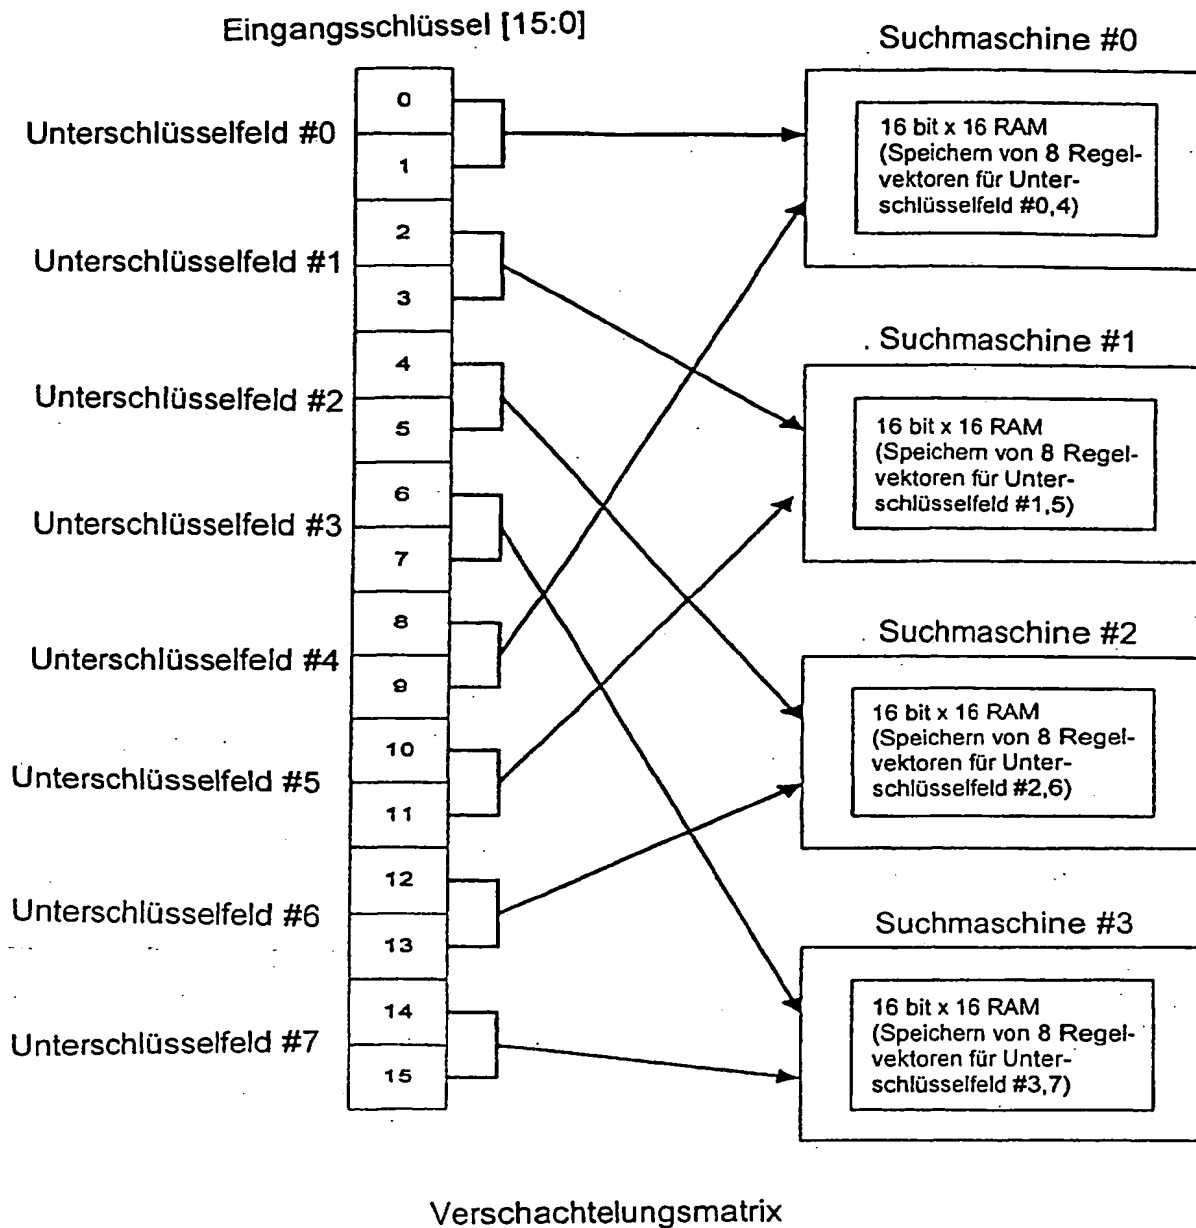 Eingangsschlüssel [15:0]
Unterschlüsselfeld #0
Unterschlüsselfeld #1
Unterschlüsselfeld #2
Unterschlüsselfeld #3
Unterschlüsselfeld #4
Unterschlüsselfeld #5
Unterschlüsselfeld #6
Unterschlüsselfeld #7
0
1
2
3
4
5
6
7
8
9
10
11
12
13
14
15
Suchmaschine #0
16 bit x 16 RAM
(Speichern von 8 Regel-
vektoren für Unter-
schlüsselfeld #0,4)
Suchmaschine #1
16 bit x 16 RAM
(Speichern von 8 Regel-
vektoren für Unter-
schlüsselfeld #1,5)
Suchmaschine #2
16 bit x 16 RAM
(Speichern von 8 Regel-
vektoren für Unter-
schlüsselfeld #2,6)
Suchmaschine #3
16 bit x 16 RAM
(Speichern von 8 Regel-
vektoren für Unter-
schlüsselfeld #3,7)
Verschachtelungsmatrix